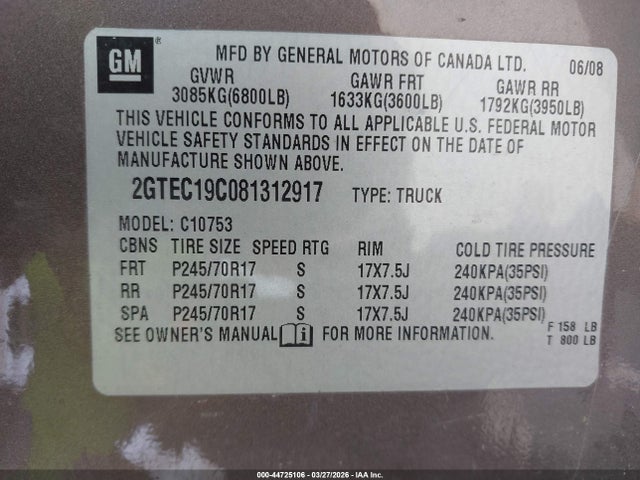 GM
MFD BY GENERAL MOTORS OF CANADA LTD. 06/08
GVWR GAWR FRT GAWR RR
3085KG(6800LB) 1633KG(3600LB) 1792KG(3950LB)
THIS VEHICLE CONFORMS TO ALL APPLICABLE U.S. FEDERAL MOTOR
VEHICLE SAFETY STANDARDS IN EFFECT ON THE DATE OF
MANUFACTURE SHOWN ABOVE.
2GTEC19C081312917 TYPE: TRUCK
MODEL: C10753
CBNS TIRE SIZE SPEED RTG RIM COLD TIRE PRESSURE
FRT P245/70R17 S 17X7.5J 240KPA(35PSI)
RR P245/70R17 S 17X7.5J 240KPA(35PSI)
SPA P245/70R17 S 17X7.5J 240KPA(35PSI)
SEE OWNER'S MANUAL i FOR MORE INFORMATION.
F 158 LB
T 800 LB
000-44725106 - 03/27/2026 - IAA Inc.